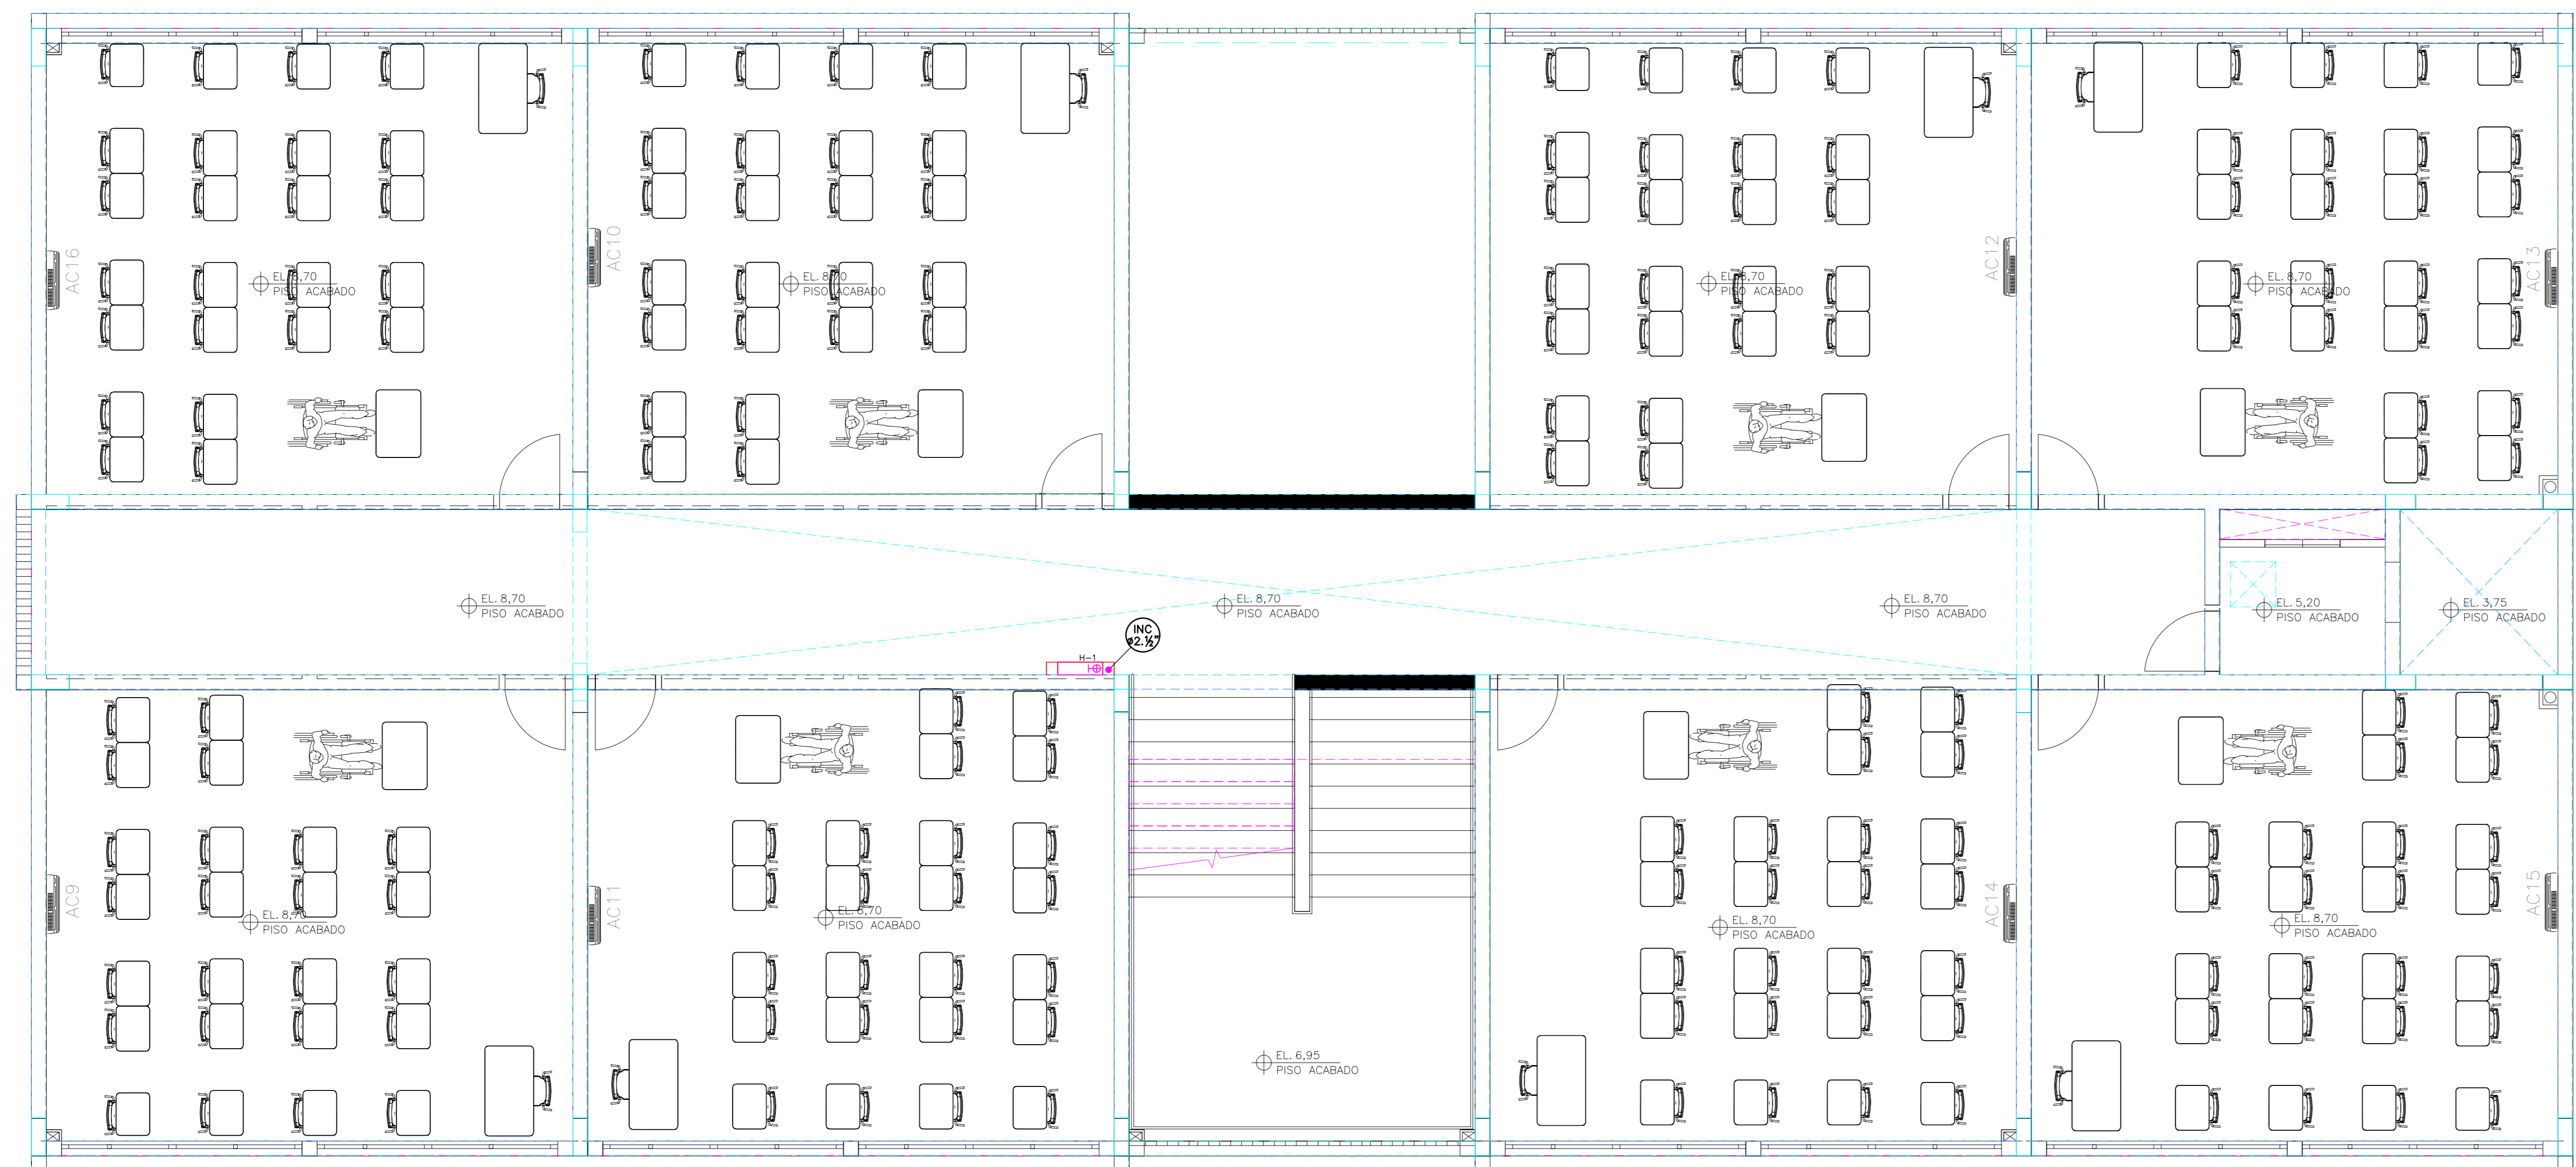 AC16
EL. 8,70
PISO ACABADO
AC10
EL. 8,70
PISO ACABADO
EL. 8,70
PISO ACABADO
AC12
EL. 8,70
PISO ACABADO
AC13
EL. 8,70
PISO ACABADO
EL. 8,70
PISO ACABADO
EL. 8,70
PISO ACABADO
EL. 5,20
PISO ACABADO
EL. 3,75
PISO ACABADO
INC
ø2.½"
H-1
AC9
EL. 8,70
PISO ACABADO
AC11
EL. 8,70
PISO ACABADO
EL. 8,70
PISO ACABADO
AC14
EL. 8,70
PISO ACABADO
AC15
EL. 6,95
PISO ACABADO